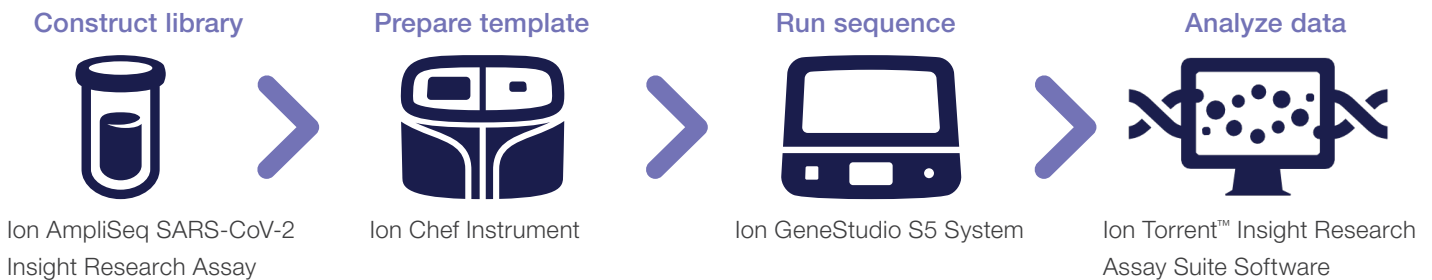 Construct library
Prepare template
Run sequence
Analyze data
Ion AmpliSeq SARS-CoV-2
Insight Research Assay
Ion Chef Instrument
Ion GeneStudio S5 System
Ion Torrent™ Insight Research
Assay Suite Software